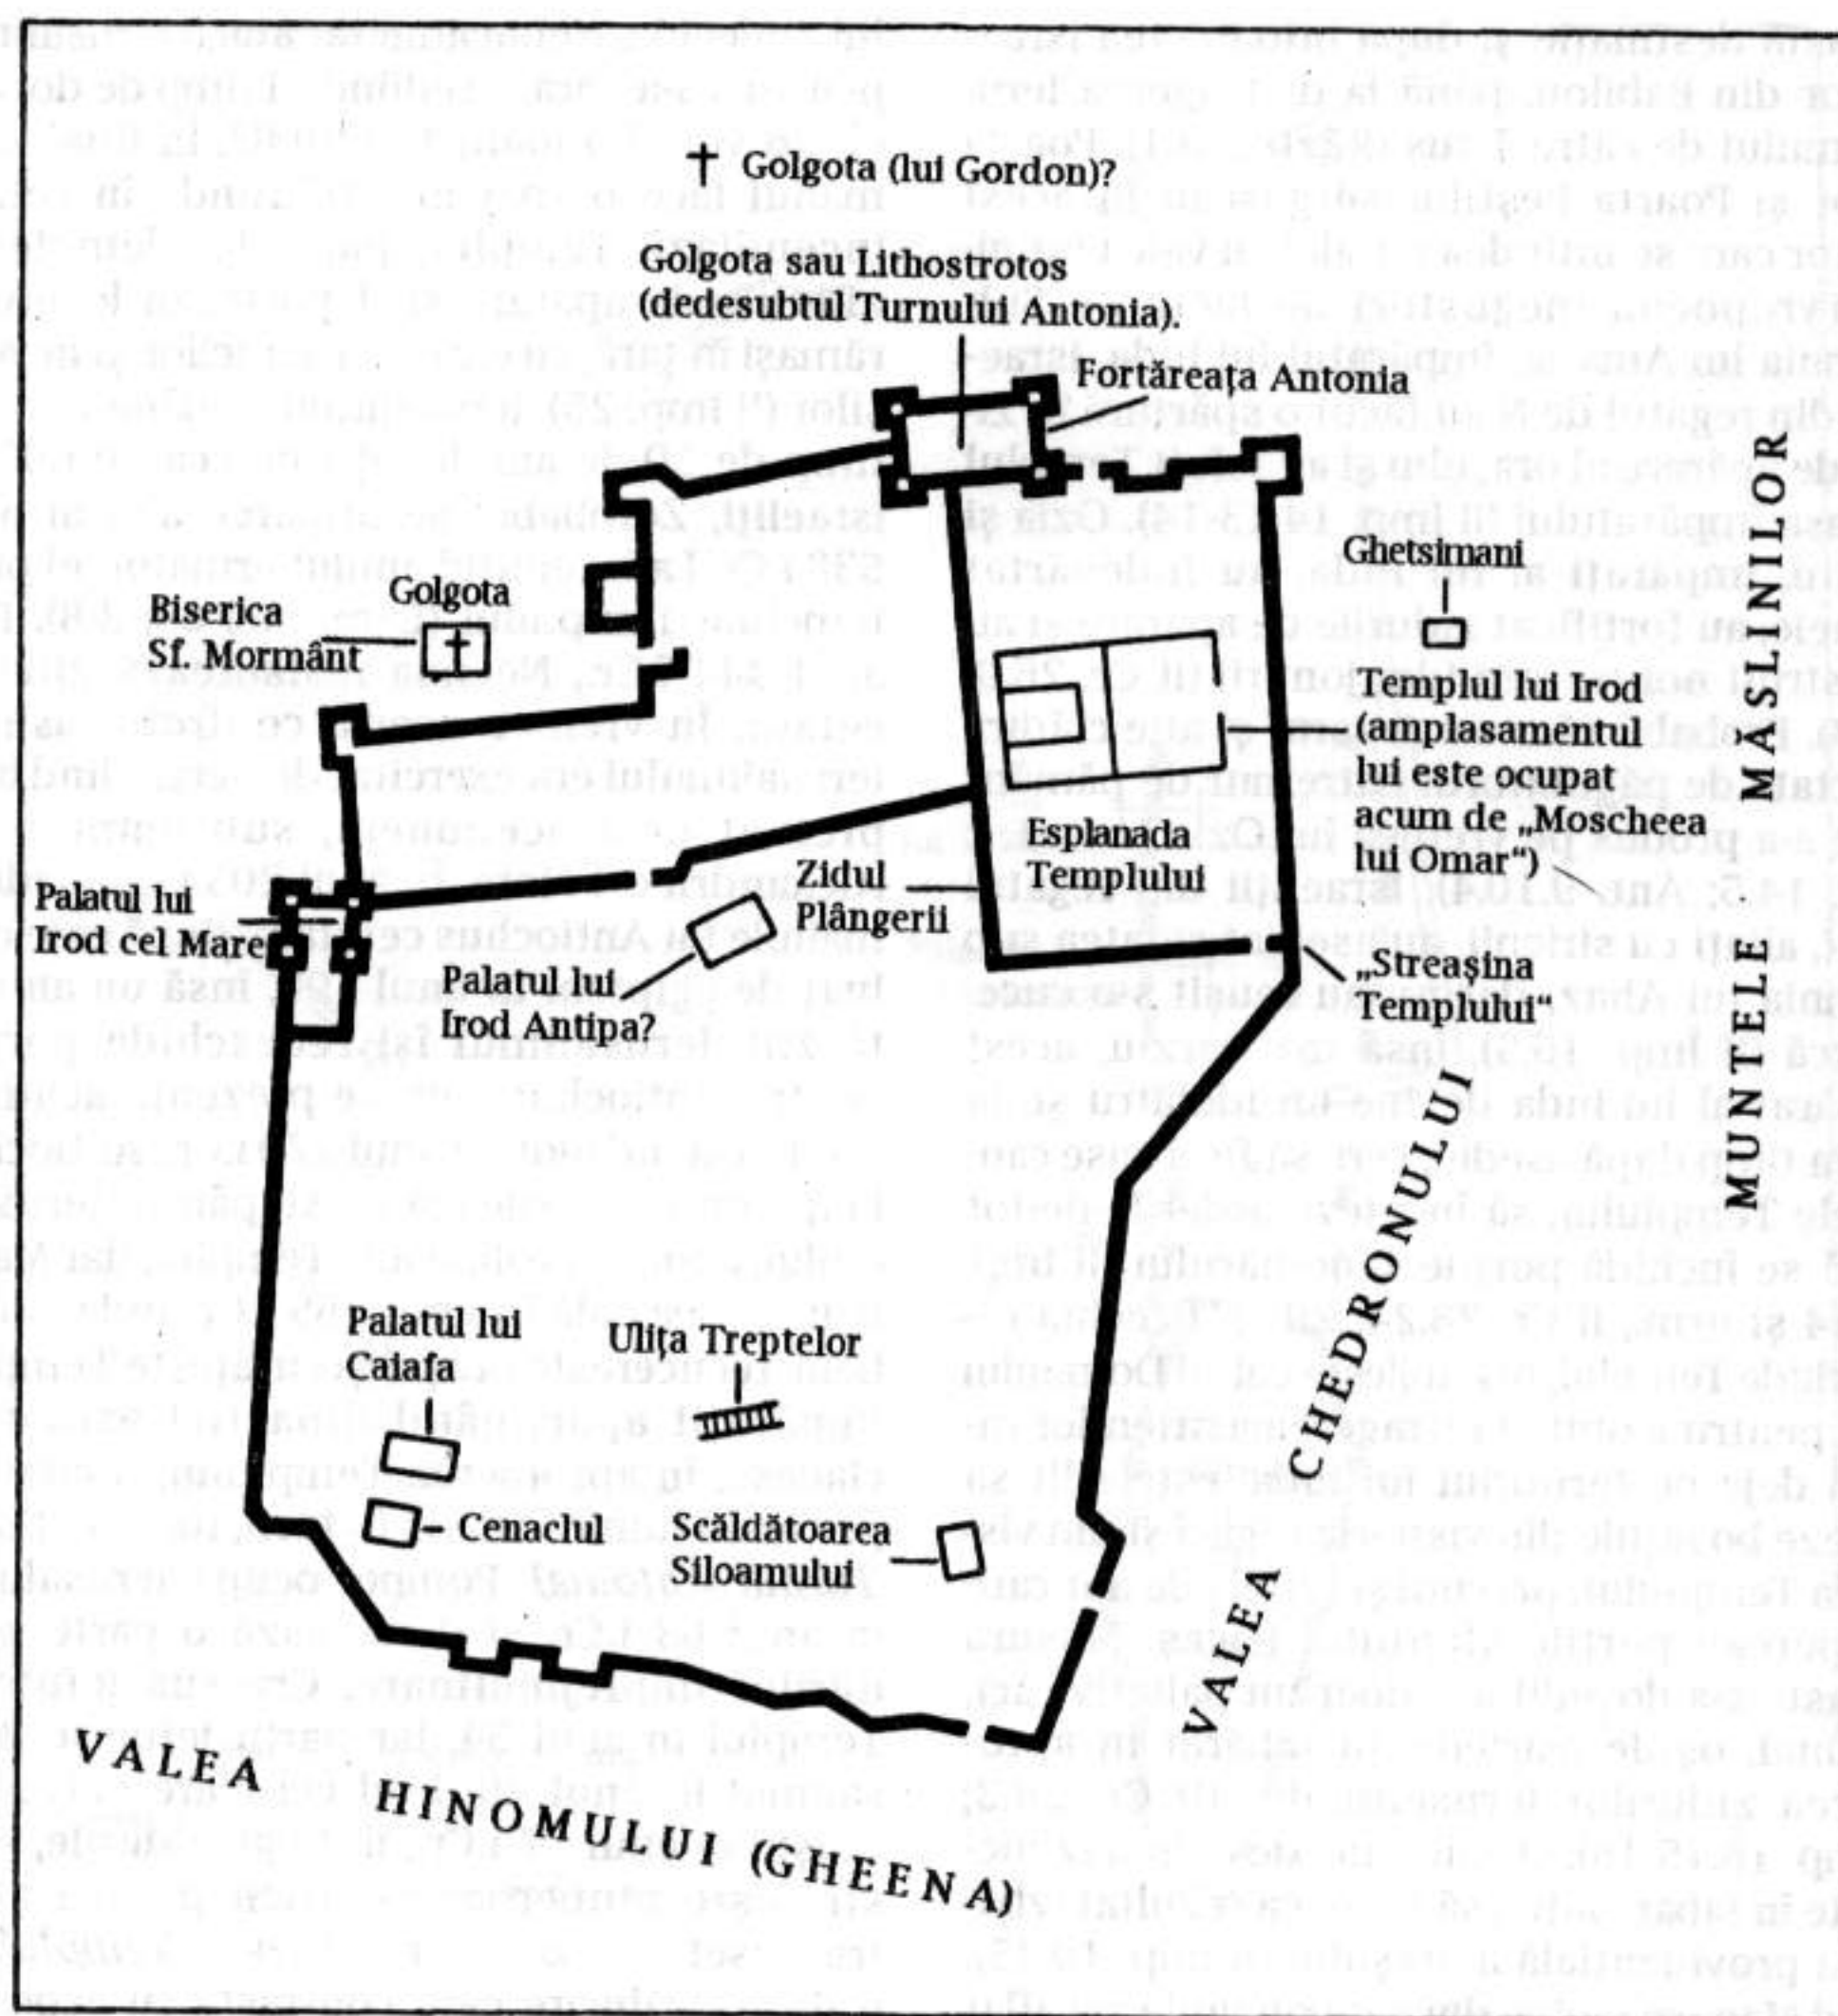 † Golgota (lui Gordon)?
Golgota sau Lithostrotos
(dedesubtul Turnului Antonia).
Fortăreața Antonia
Ghetsimani
Biserica
Sf. Mormânt
Golgota
Templul lui Irod
(amplasamentul
lui este ocupat
acum de „Moscheea
lui Omar“)
MUNTELE MĂSLINILOR
Esplanada
Templului
Zidul
Plângerii
Palatul lui
Irod cel Mare
Palatul lui
Irod Antipa?
„Streașina
Templului“
VALEA CHEDRONULUI
Palatul lui
Caiafa
Ulița Treptelor
Cenaclul
Scăldătoarea
Siloamului
VALEA HINOMULUI (GHEENA)